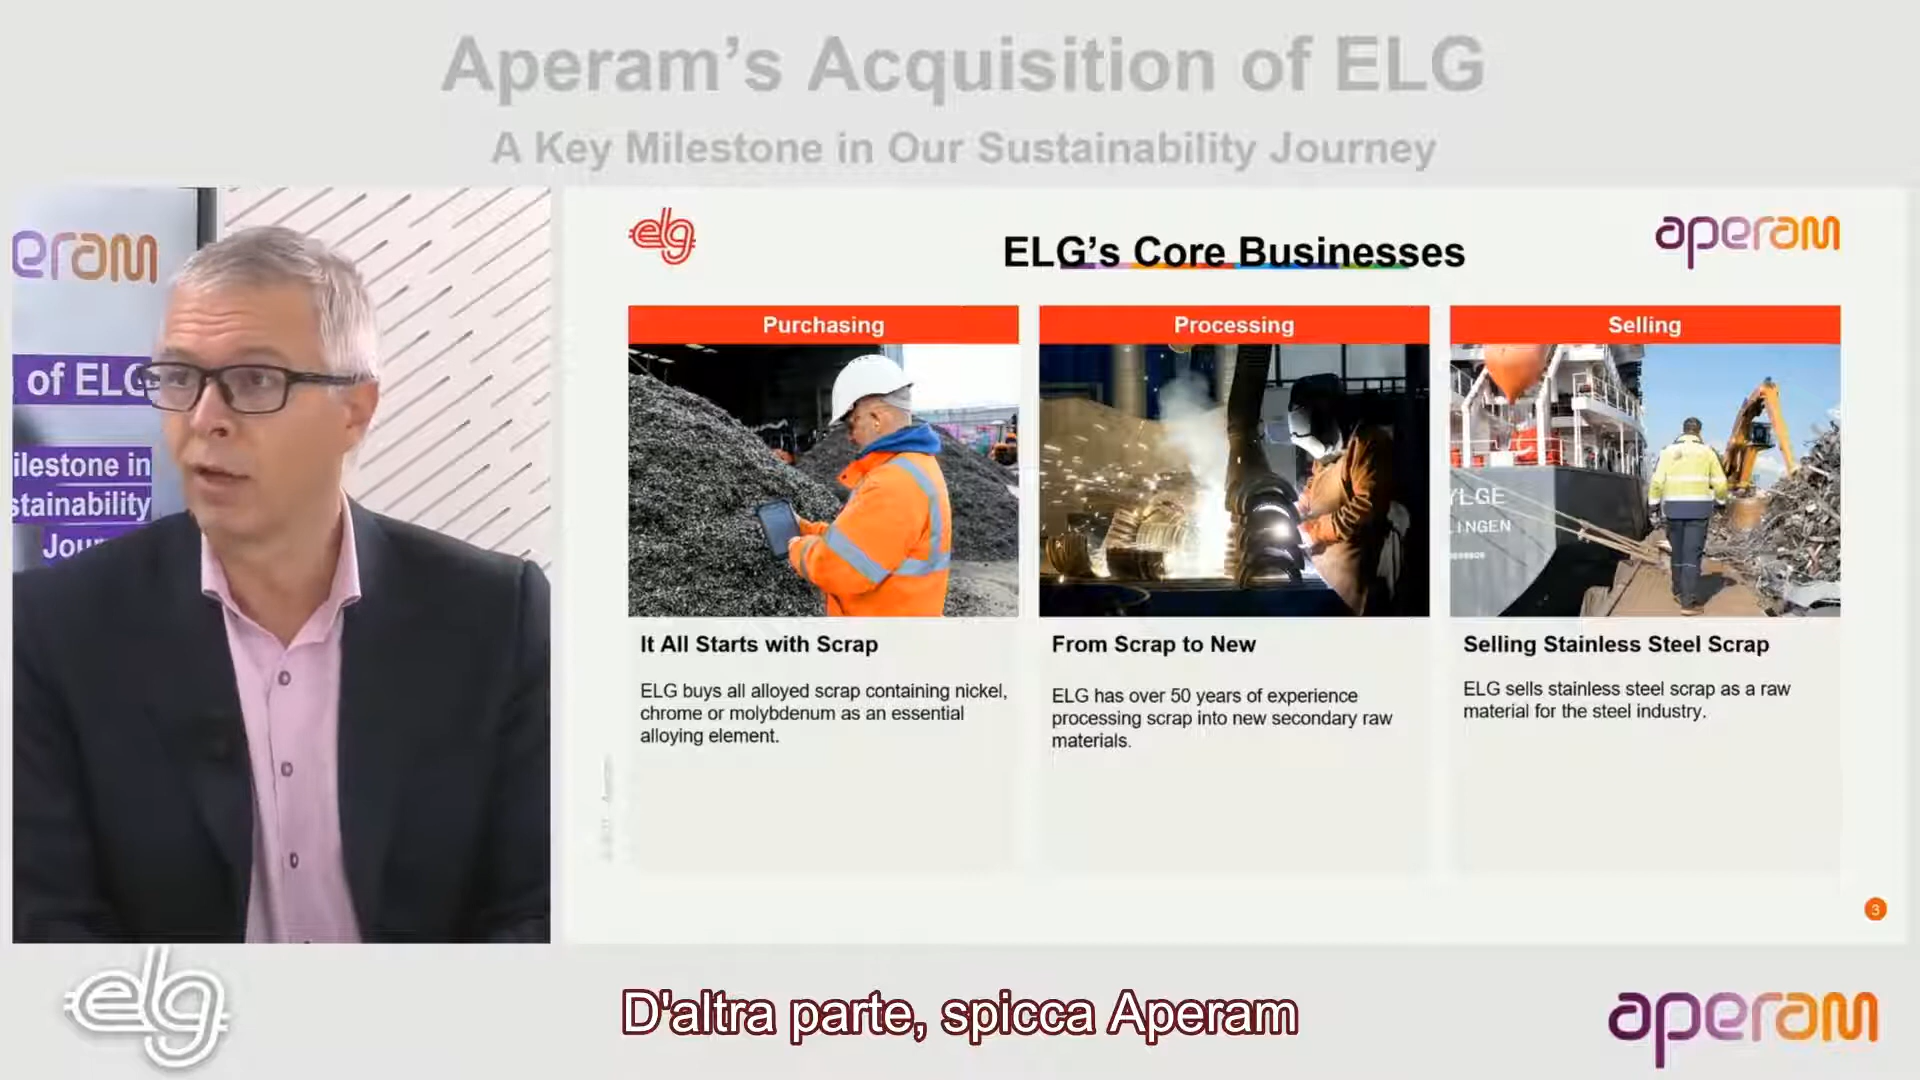 Aperam's Acquisition of ELG
A Key Milestone in Our Sustainability Journey
eram
of ELG
ilestone in
stainability
Jour
elg
ELG's Core Businesses
aperam
Purchasing
It All Starts with Scrap
ELG buys all alloyed scrap containing nickel,
chrome or molybdenum as an essential
alloying element.
Processing
From Scrap to New
ELG has over 50 years of experience
processing scrap into new secondary raw
materials.
Selling
YLGE
LINGEN
Selling Stainless Steel Scrap
ELG sells stainless steel scrap as a raw
material for the steel industry.
3
elg
D'altra parte, spicca Aperam
aperam